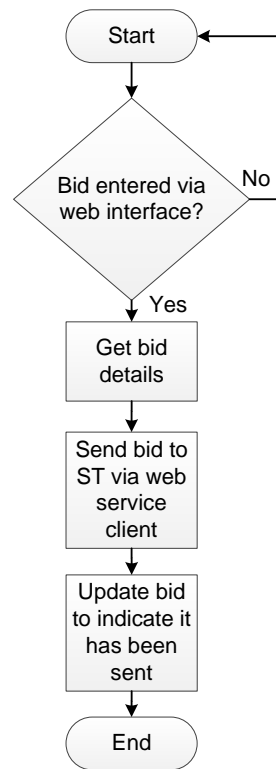 Start
Bid entered via
web interface?
No
Yes
Get bid
details
Send bid to
ST via web
service
client
Update bid
to indicate it
has been
sent
End